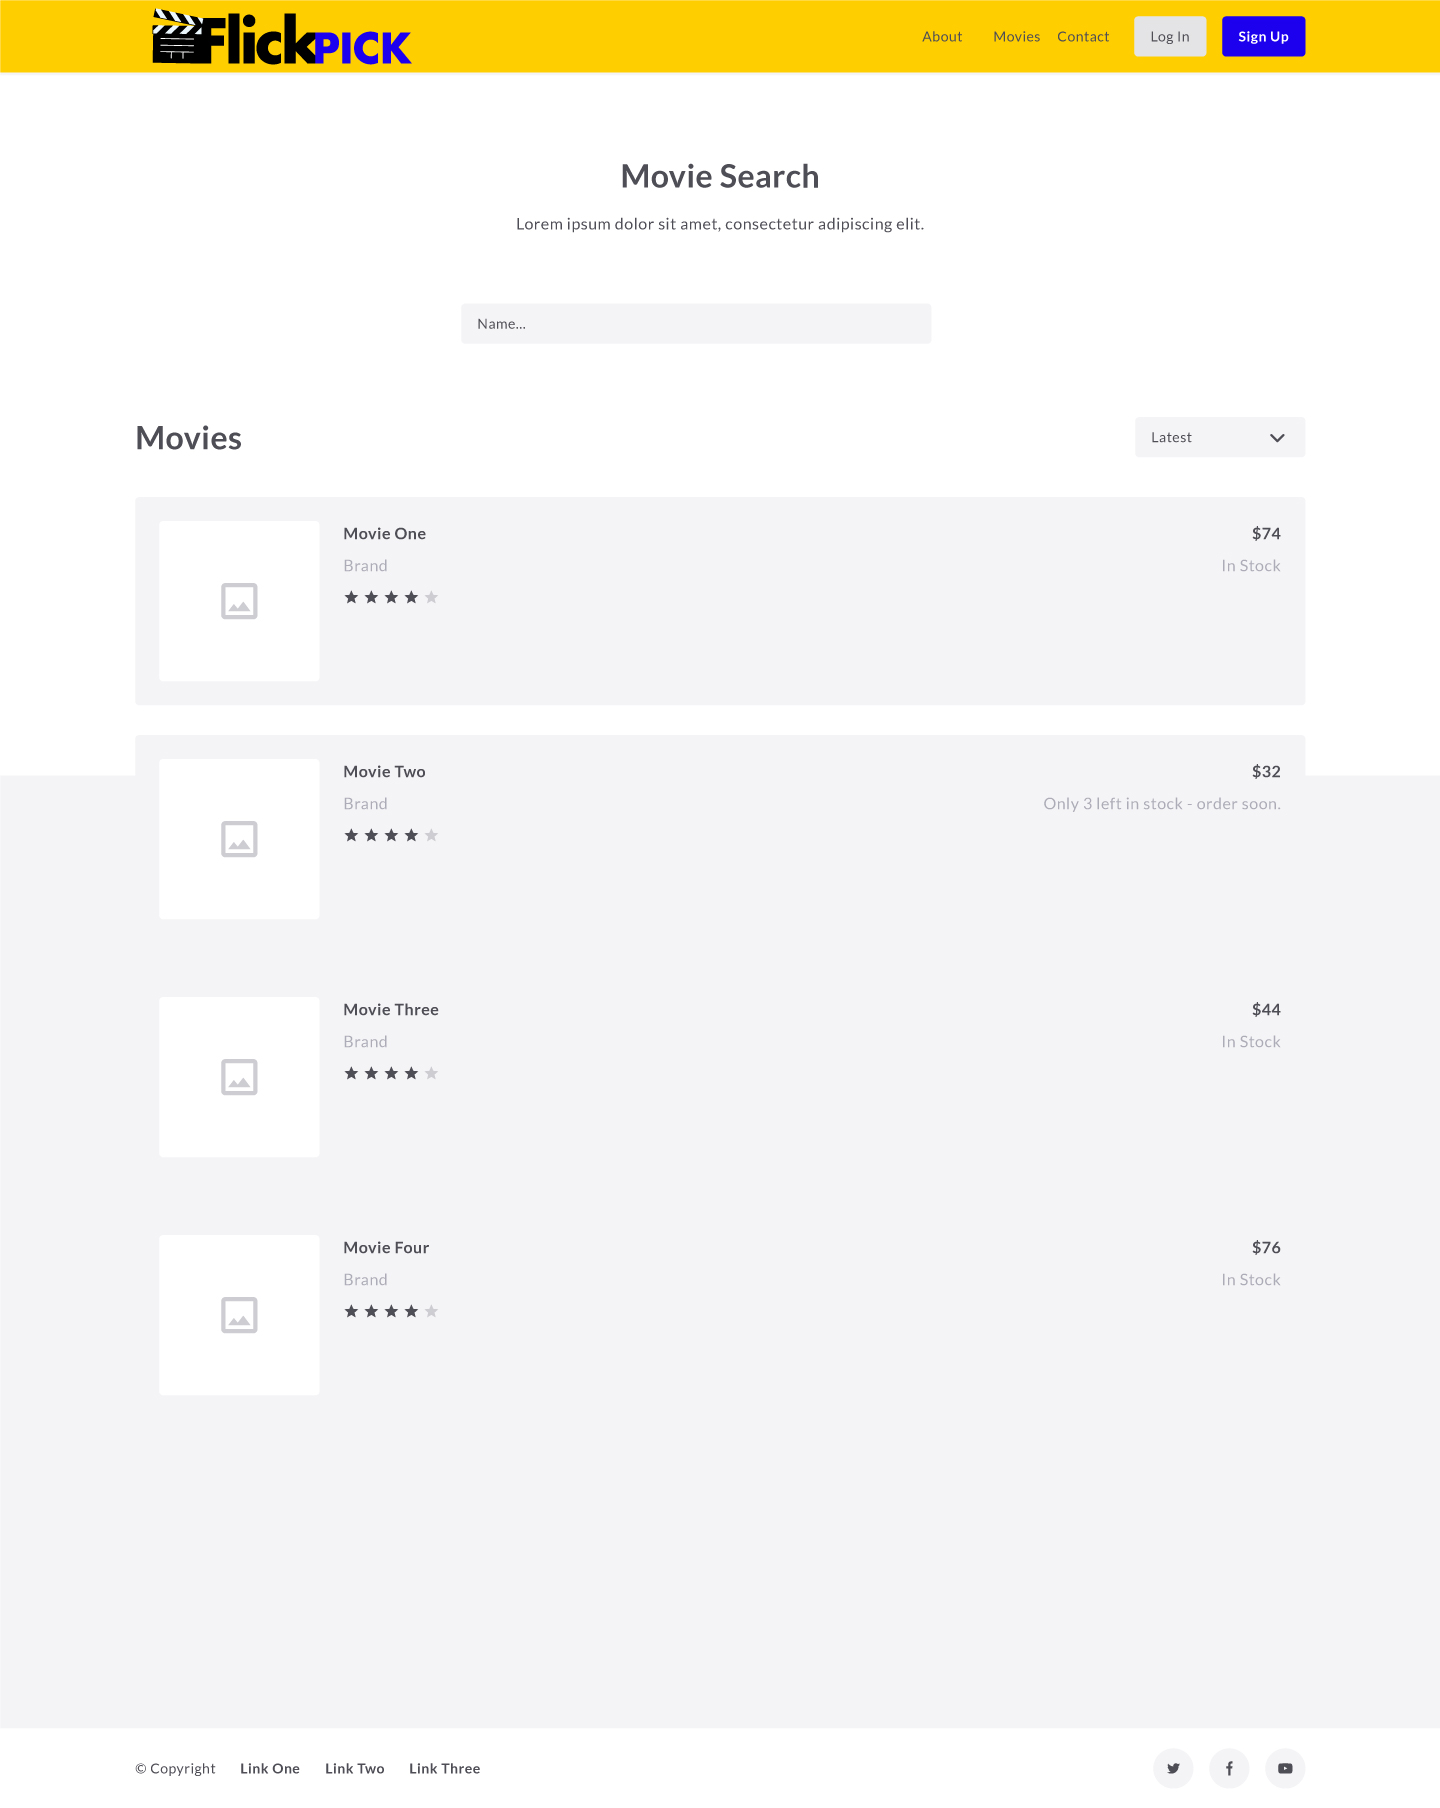 FlickPICK
About Movies Contact Log In Sign Up
Movie Search
Lorem ipsum dolor sit amet, consectetur adipiscing elit.
Name...
Movies
Latest
Movie One $74
Brand In Stock
Movie Two $32
Brand Only 3 left in stock - order soon.
Movie Three $44
Brand In Stock
Movie Four $76
Brand In Stock
© Copyright Link One Link Two Link Three